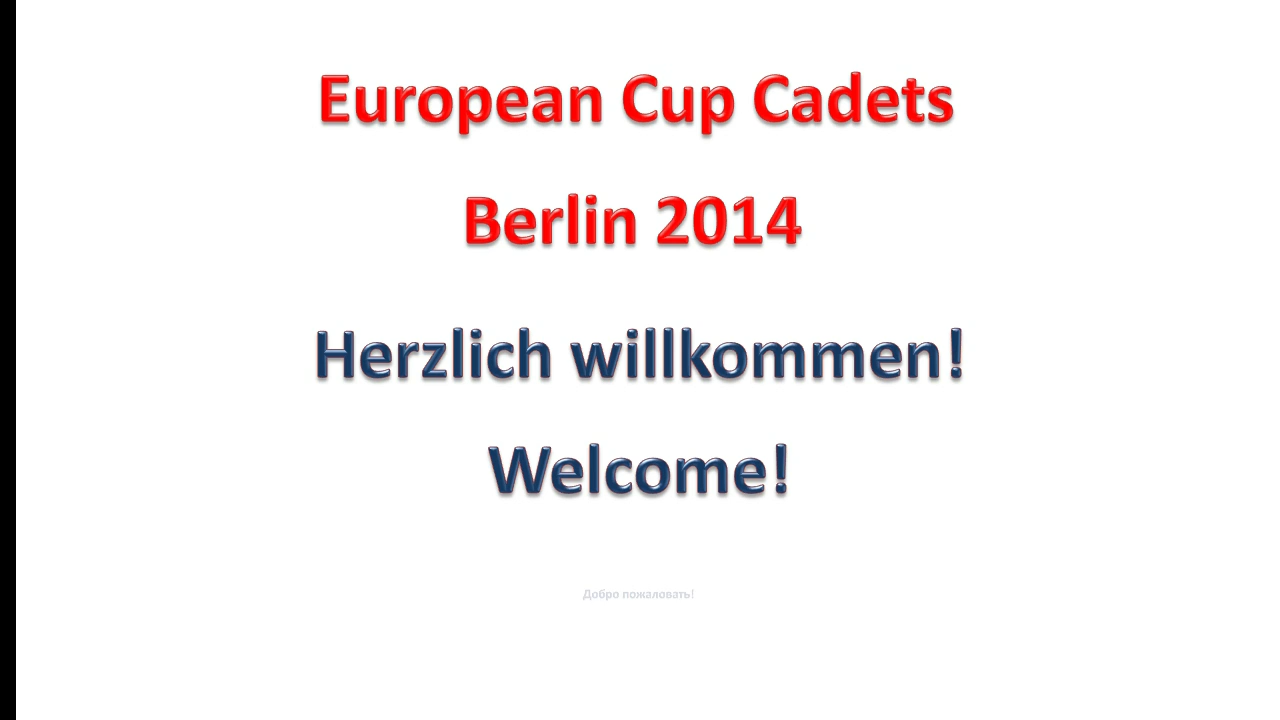 European Cup Cadets
Berlin 2014
Herzlich willkommen!
Welcome!
Добро пожаловать!